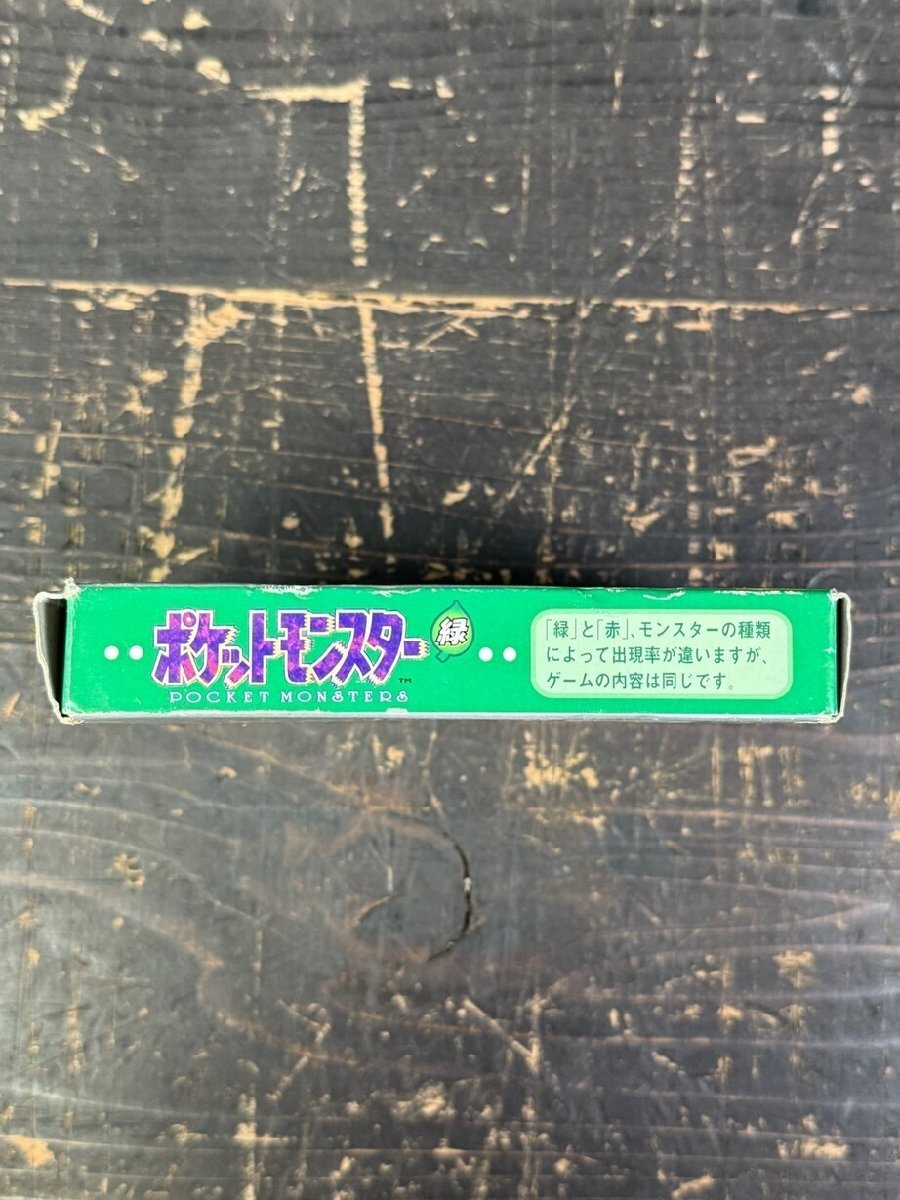 ポケットモンスター 緑
TM
POCKET MONSTERS
「緑」と「赤」、モンスターの種類
によって出現率が違いますが、
ゲームの内容は同じです。